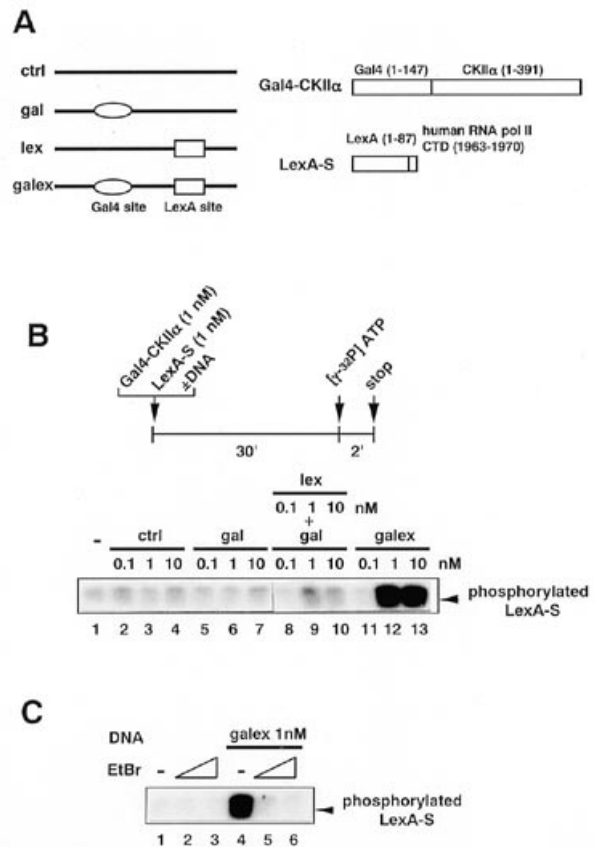 A
ctrl
gal
lex
galex
Gal4 site
LexA site
Gal4 (1-147)
CKIIα (1-391)
Gal4-CKIIα
LexA (1-87)
human RNA pol II
CTD (1963-1970)
LexA-S
B
Gal4-CKIIα (1 nM)
LexA-S (1 nM)
±DNA
[γ-32P] ATP
stop
30'
2'
lex
0.1 1 10 nM
+
- ctrl gal gal galex
0.1 1 10 0.1 1 10 0.1 1 10 0.1 1 10 nM
phosphorylated
LexA-S
1 2 3 4 5 6 7 8 9 10 11 12 13
C
DNA galex 1nM
EtBr - -
phosphorylated
LexA-S
1 2 3 4 5 6